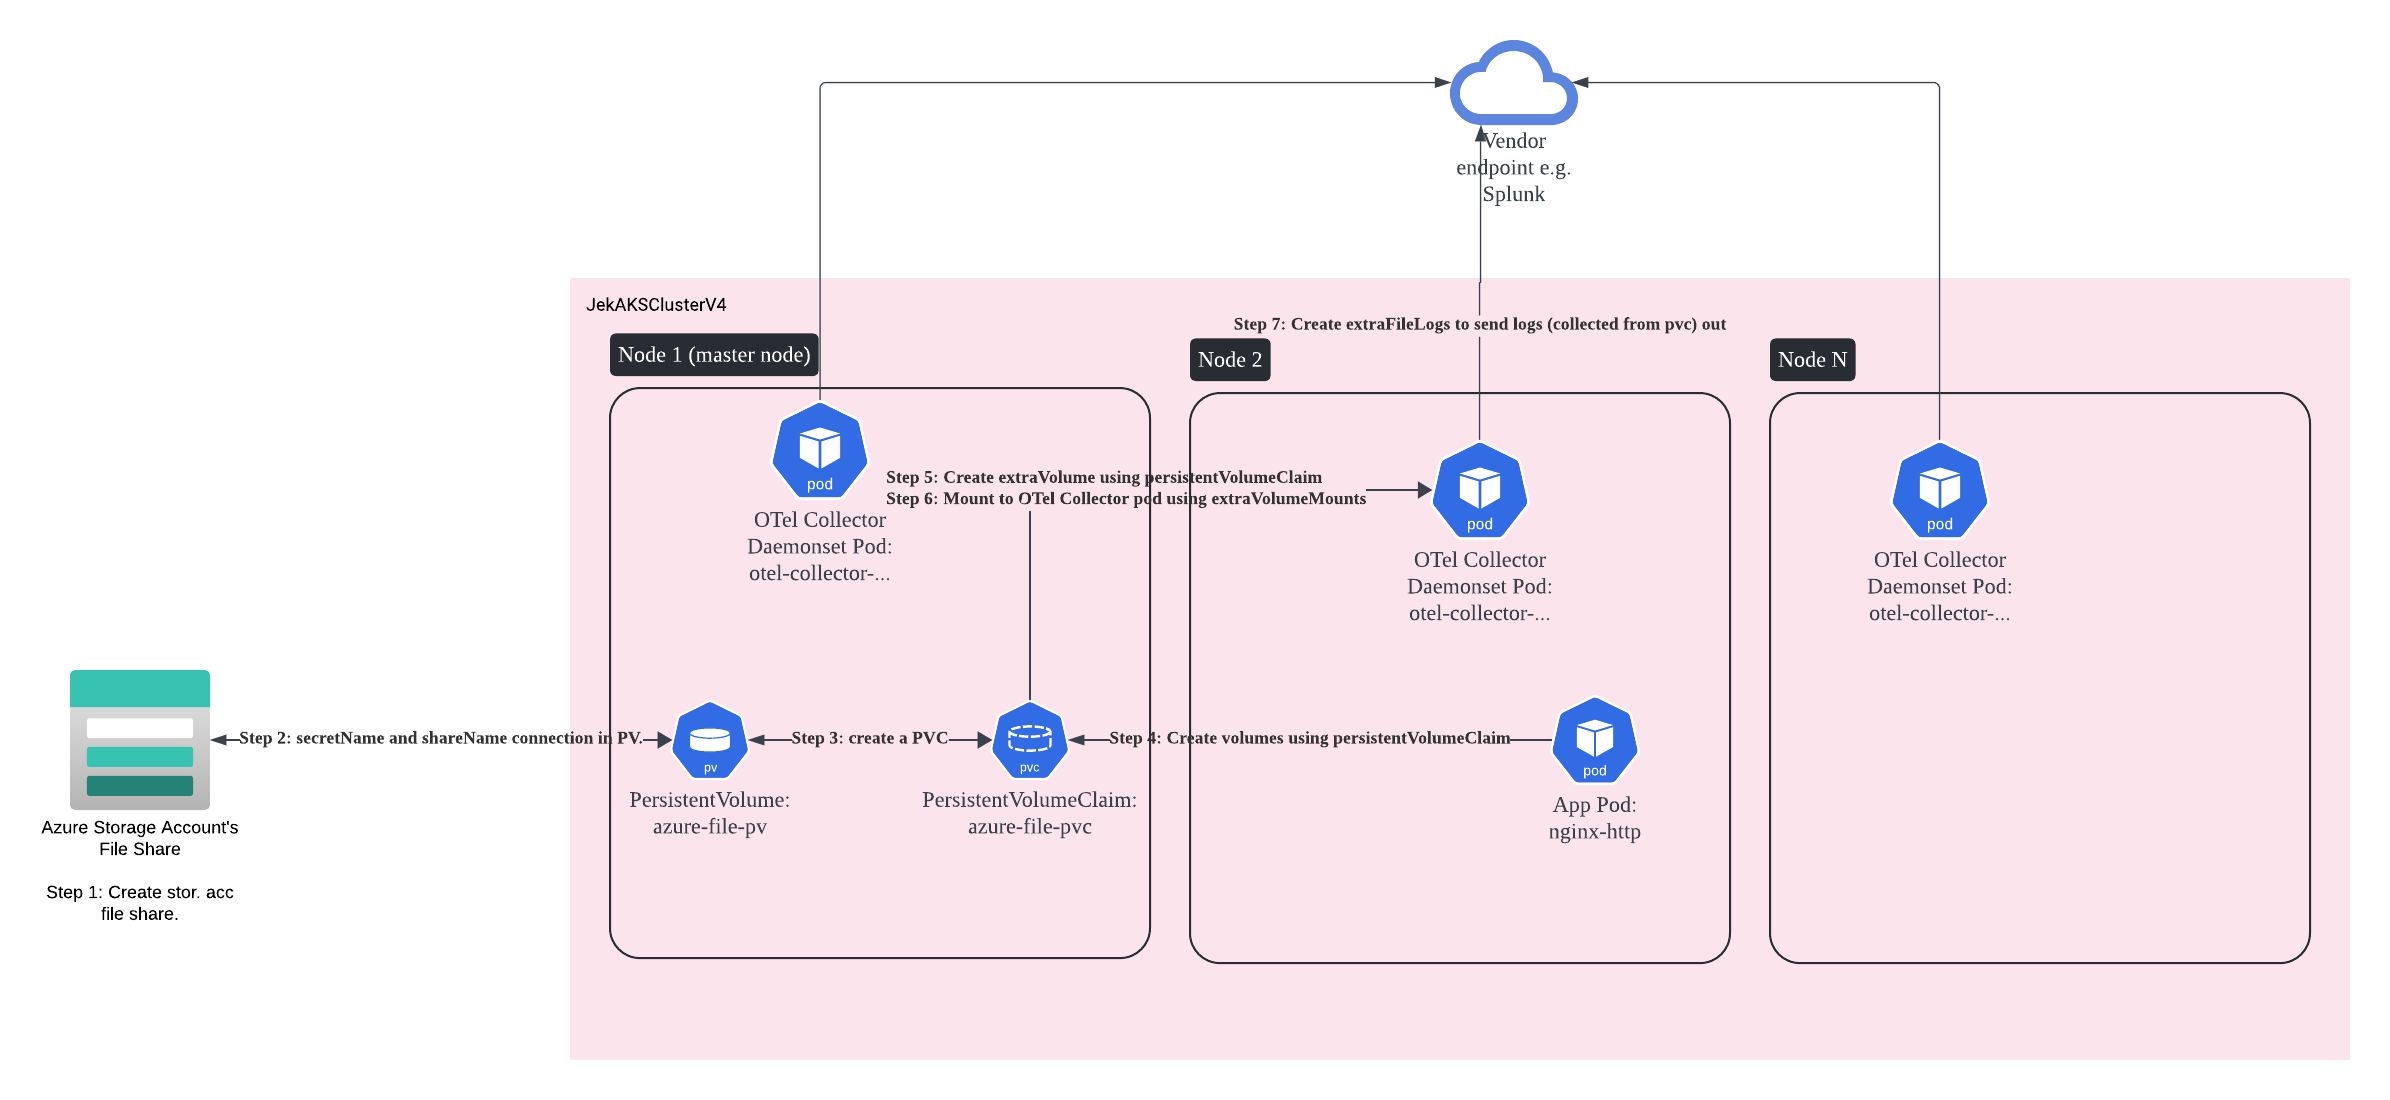 Vendor
endpoint e.g.
Splunk
JekAKSClusterV4
Step 7: Create extraFileLogs to send logs (collected from pvc) out
Node 1 (master node)
Node 2
Node N
pod
OTel Collector
Daemonset Pod:
otel-collector-...
Step 5: Create extraVolume using persistentVolumeClaim
Step 6: Mount to OTel Collector pod using extraVolumeMounts
pod
OTel Collector
Daemonset Pod:
otel-collector-...
pod
OTel Collector
Daemonset Pod:
otel-collector-...
Step 2: secretName and shareName connection in PV.
pv
PersistentVolume:
azure-file-pv
Step 3: create a PVC
pvc
PersistentVolumeClaim:
azure-file-pvc
Step 4: Create volumes using persistentVolumeClaim
pod
App Pod:
nginx-http
Azure Storage Account's
File Share
Step 1: Create stor. acc
file share.